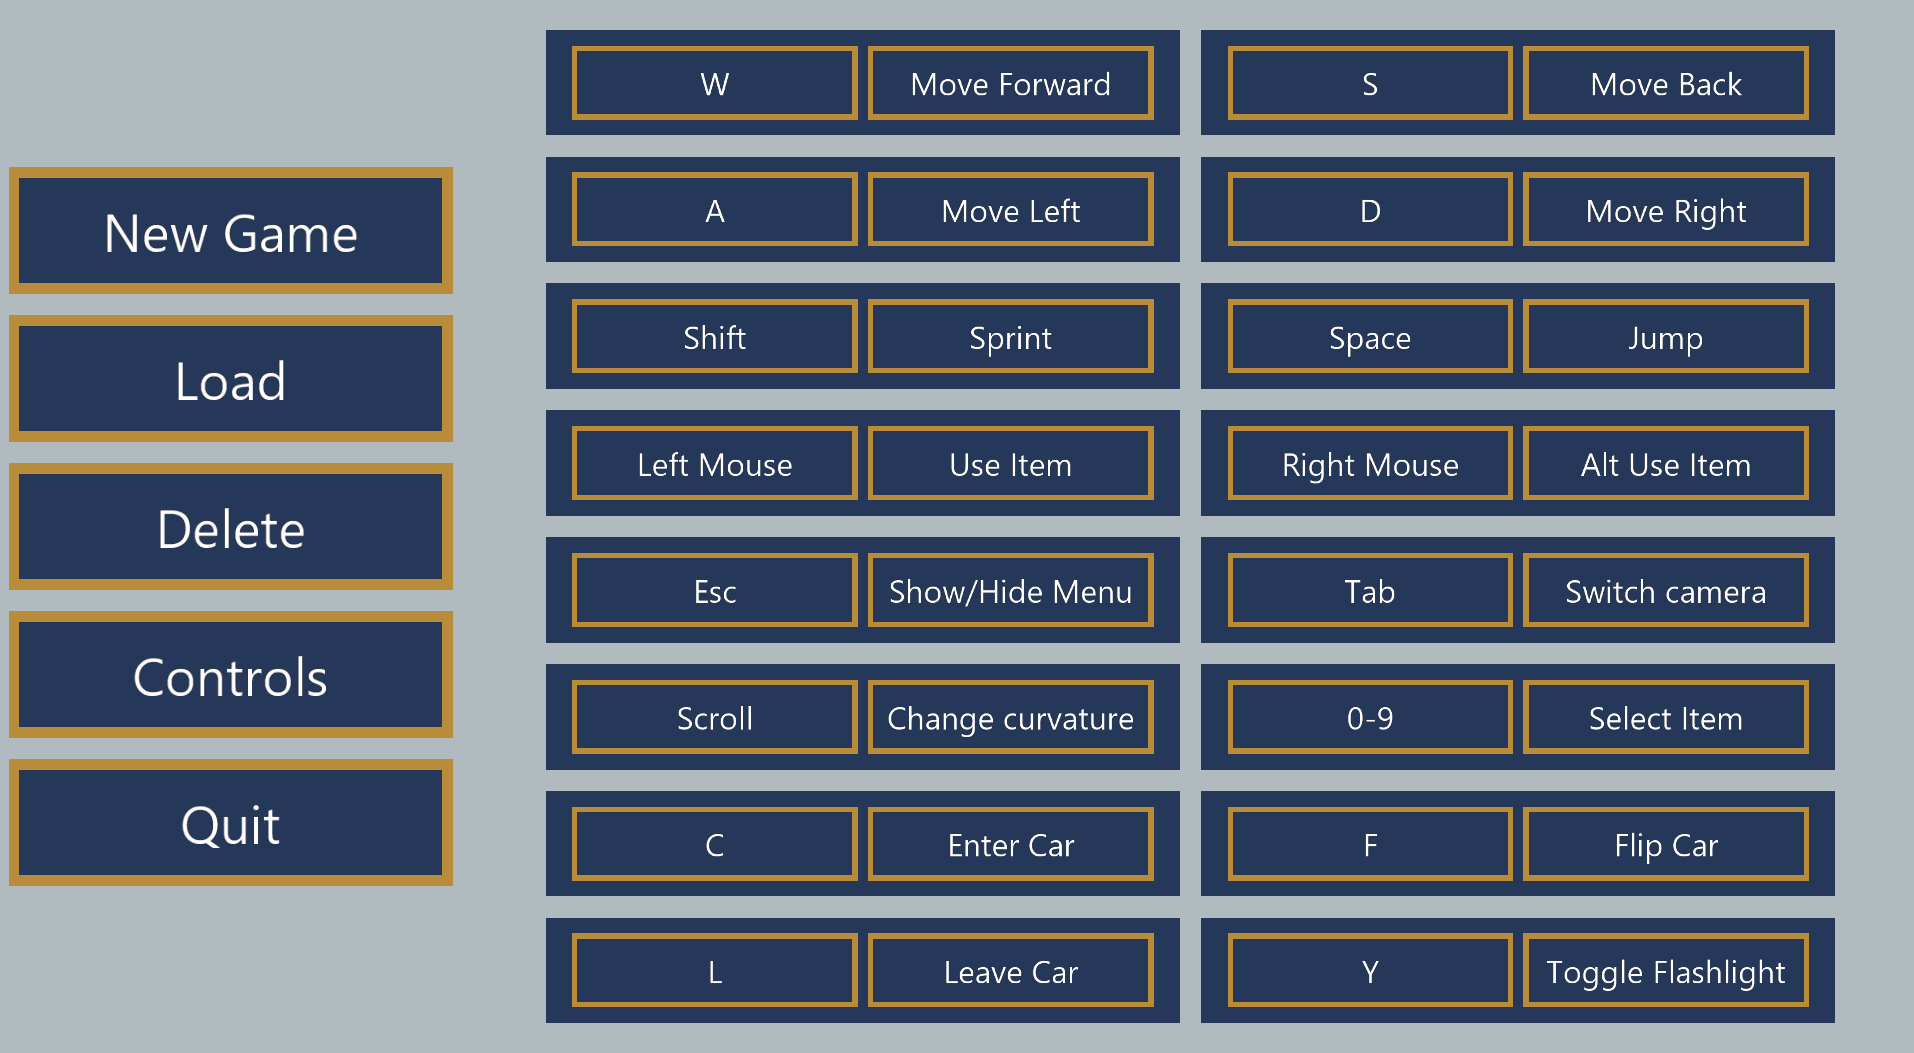 New Game
Load
Delete
Controls
Quit
W Move Forward
S Move Back
A Move Left
D Move Right
Shift Sprint
Space Jump
Left Mouse Use Item
Right Mouse Alt Use Item
Esc Show/Hide Menu
Tab Switch camera
Scroll Change curvature
0-9 Select Item
C Enter Car
F Flip Car
L Leave Car
Y Toggle Flashlight